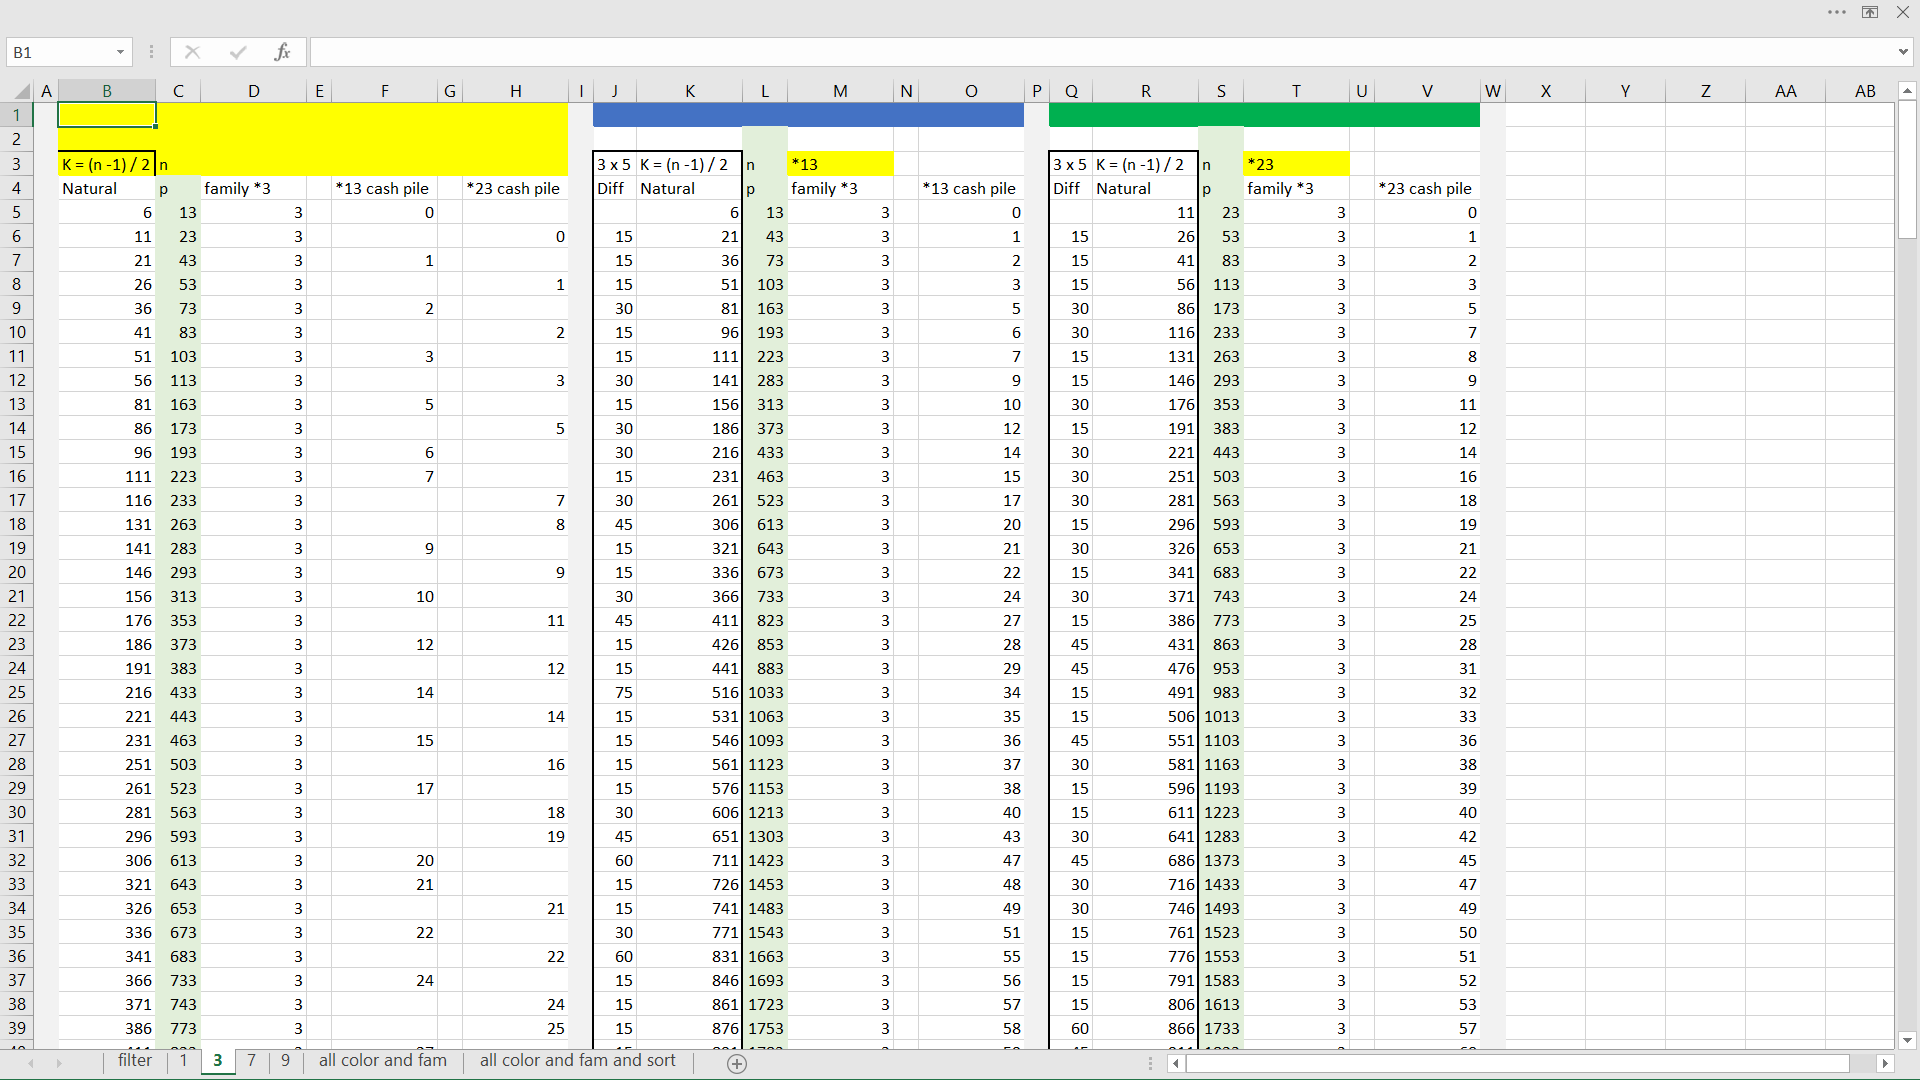 B1 fx
A B C D E F G H I J K L M N O P Q R S T U V W X Y Z AA AB
1
2
3 K = (n -1) / 2 n 3 x 5 K = (n -1) / 2 n *13 3 x 5 K = (n -1) / 2 n *23
4 Natural p family *3 *13 cash pile *23 cash pile Diff Natural p family *3 *13 cash pile Diff Natural p family *3 *23 cash pile
5 6 13 3 0 6 13 3 0 11 23 3 0
6 11 23 3 0 15 21 43 3 1 15 26 53 3 1
7 21 43 3 1 15 36 73 3 2 15 41 83 3 2
8 26 53 3 1 15 51 103 3 3 15 56 113 3 3
9 36 73 3 2 30 81 163 3 5 30 86 173 3 5
10 41 83 3 2 15 96 193 3 6 30 116 233 3 7
11 51 103 3 3 15 111 223 3 7 15 131 263 3 8
12 56 113 3 3 30 141 283 3 9 15 146 293 3 9
13 81 163 3 5 15 156 313 3 10 30 176 353 3 11
14 86 173 3 5 30 186 373 3 12 15 191 383 3 12
15 96 193 3 6 30 216 433 3 14 30 221 443 3 14
16 111 223 3 7 15 231 463 3 15 30 251 503 3 16
17 116 233 3 7 30 261 523 3 17 30 281 563 3 18
18 131 263 3 8 45 306 613 3 20 15 296 593 3 19
19 141 283 3 9 15 321 643 3 21 30 326 653 3 21
20 146 293 3 9 15 336 673 3 22 15 341 683 3 22
21 156 313 3 10 30 366 733 3 24 30 371 743 3 24
22 176 353 3 11 45 411 823 3 27 15 386 773 3 25
23 186 373 3 12 15 426 853 3 28 45 431 863 3 28
24 191 383 3 12 15 441 883 3 29 45 476 953 3 31
25 216 433 3 14 75 516 1033 3 34 15 491 983 3 32
26 221 443 3 14 15 531 1063 3 35 15 506 1013 3 33
27 231 463 3 15 15 546 1093 3 36 45 551 1103 3 36
28 251 503 3 16 15 561 1123 3 37 30 581 1163 3 38
29 261 523 3 17 15 576 1153 3 38 15 596 1193 3 39
30 281 563 3 18 30 606 1213 3 40 15 611 1223 3 40
31 296 593 3 19 45 651 1303 3 43 30 641 1283 3 42
32 306 613 3 20 60 711 1423 3 47 45 686 1373 3 45
33 321 643 3 21 15 726 1453 3 48 30 716 1433 3 47
34 326 653 3 21 15 741 1483 3 49 30 746 1493 3 49
35 336 673 3 22 30 771 1543 3 51 15 761 1523 3 50
36 341 683 3 22 60 831 1663 3 55 15 776 1553 3 51
37 366 733 3 24 15 846 1693 3 56 15 791 1583 3 52
38 371 743 3 24 15 861 1723 3 57 15 806 1613 3 53
39 386 773 3 25 15 876 1753 3 58 60 866 1733 3 57
filter 1 3 7 9 all color and fam all color and fam and sort